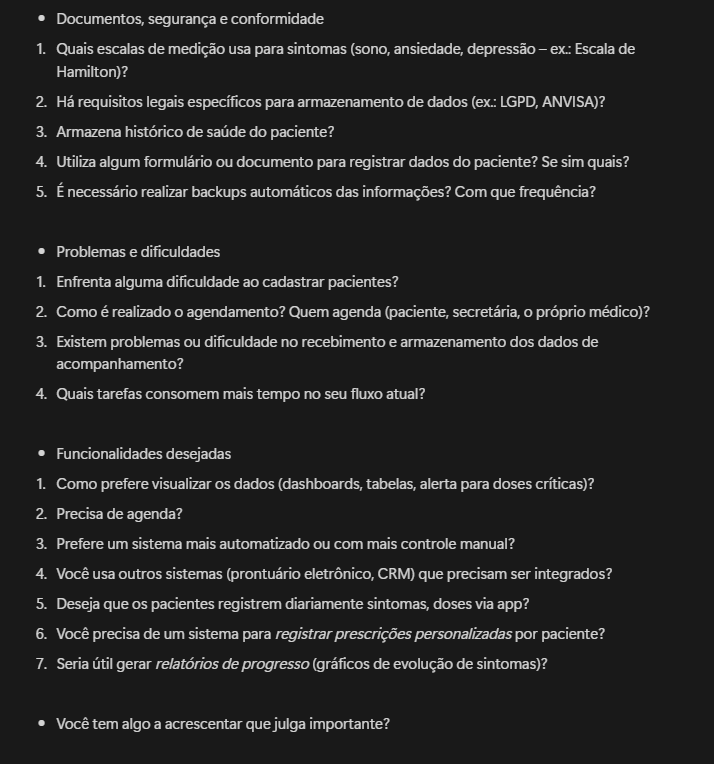 • Documentos, segurança e conformidade
1. Quais escalas de medição usa para sintomas (sono, ansiedade, depressão – ex.: Escala de
Hamilton)?
2. Há requisitos legais específicos para armazenamento de dados (ex.: LGPD, ANVISA)?
3. Armazena histórico de saúde do paciente?
4. Utiliza algum formulário ou documento para registrar dados do paciente? Se sim quais?
5. É necessário realizar backups automáticos das informações? Com que frequência?
• Problemas e dificuldades
1. Enfrenta alguma dificuldade ao cadastrar pacientes?
2. Como é realizado o agendamento? Quem agenda (paciente, secretária, o próprio médico)?
3. Existem problemas ou dificuldade no recebimento e armazenamento dos dados de
acompanhamento?
4. Quais tarefas consomem mais tempo no seu fluxo atual?
• Funcionalidades desejadas
1. Como prefere visualizar os dados (dashboards, tabelas, alerta para doses críticas)?
2. Precisa de agenda?
3. Prefere um sistema mais automatizado ou com mais controle manual?
4. Você usa outros sistemas (prontuário eletrônico, CRM) que precisam ser integrados?
5. Deseja que os pacientes registrem diariamente sintomas, doses via app?
6. Você precisa de um sistema para registrar prescrições personalizadas por paciente?
7. Seria útil gerar relatórios de progresso (gráficos de evolução de sintomas)?
• Você tem algo a acrescentar que julga importante?